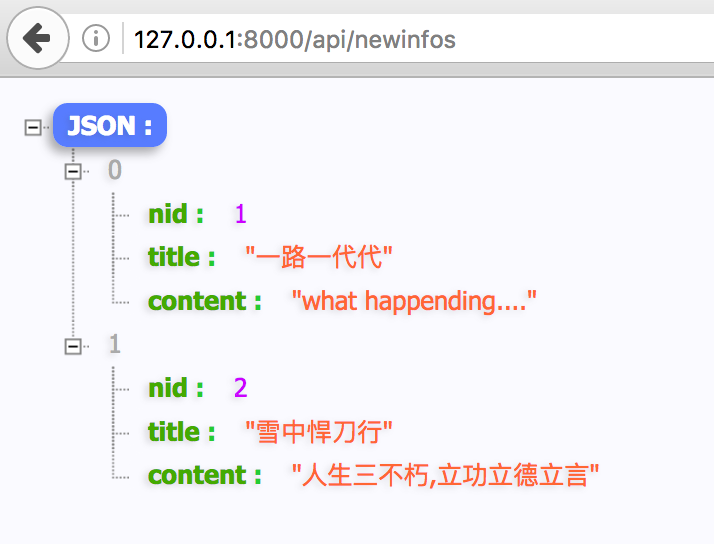 127.0.0.1:8000/api/newinfos
JSON :
0
nid : 1
title : "一路一代代"
content : "what happending...."
1
nid : 2
title : "雪中悍刀行"
content : "人生三不朽,立功立德立言"